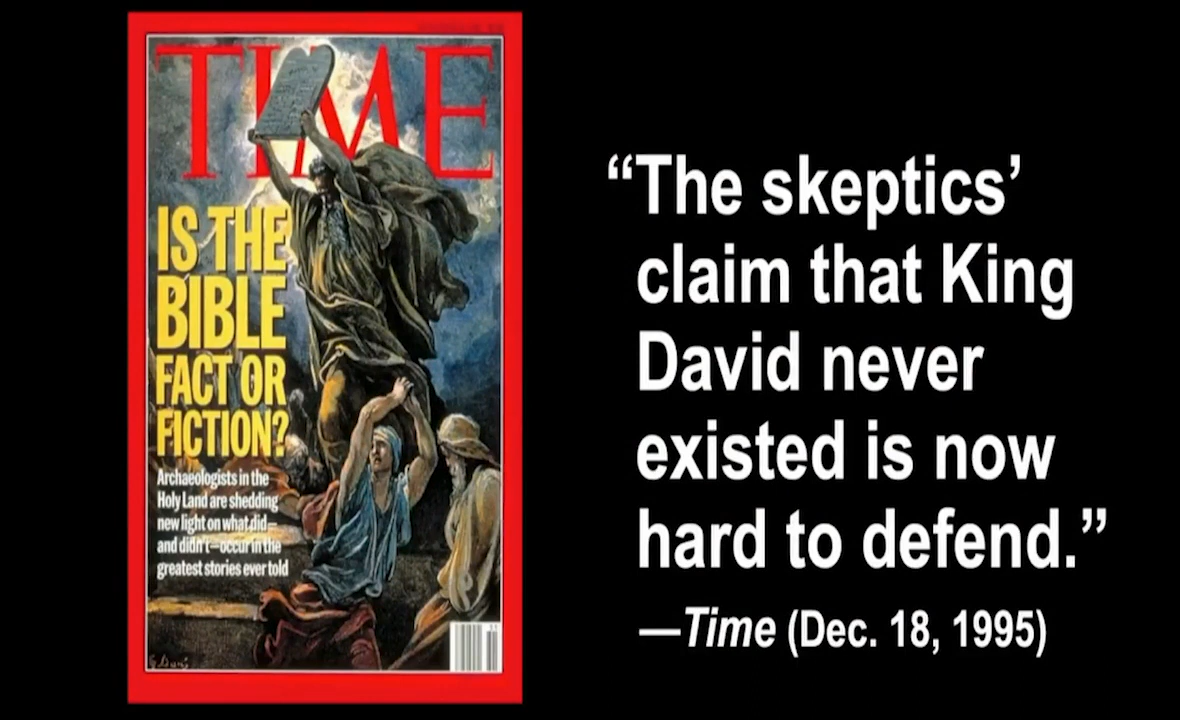 TIME
IS THE
BIBLE
FACT OR
FICTION?
Archaeologists in the
Holy Land are shedding
new light on what did—
and didn't—occur in the
greatest stories ever told
“The skeptics’
claim that King
David never
existed is now
hard to defend.”
—Time (Dec. 18, 1995)